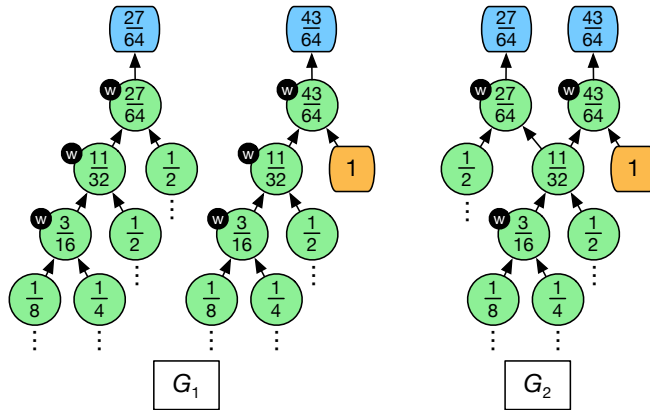 27/64 43/64 27/64 43/64
w 27/64 w 43/64 w 27/64 w 43/64
w 11/32 1/2 w 11/32 1 1/2 11/32 1
w 3/16 1/2 w 3/16 1/2 w 3/16 1/2
1/8 1/4 1/8 1/4 1/8 1/4
G₁ G₂